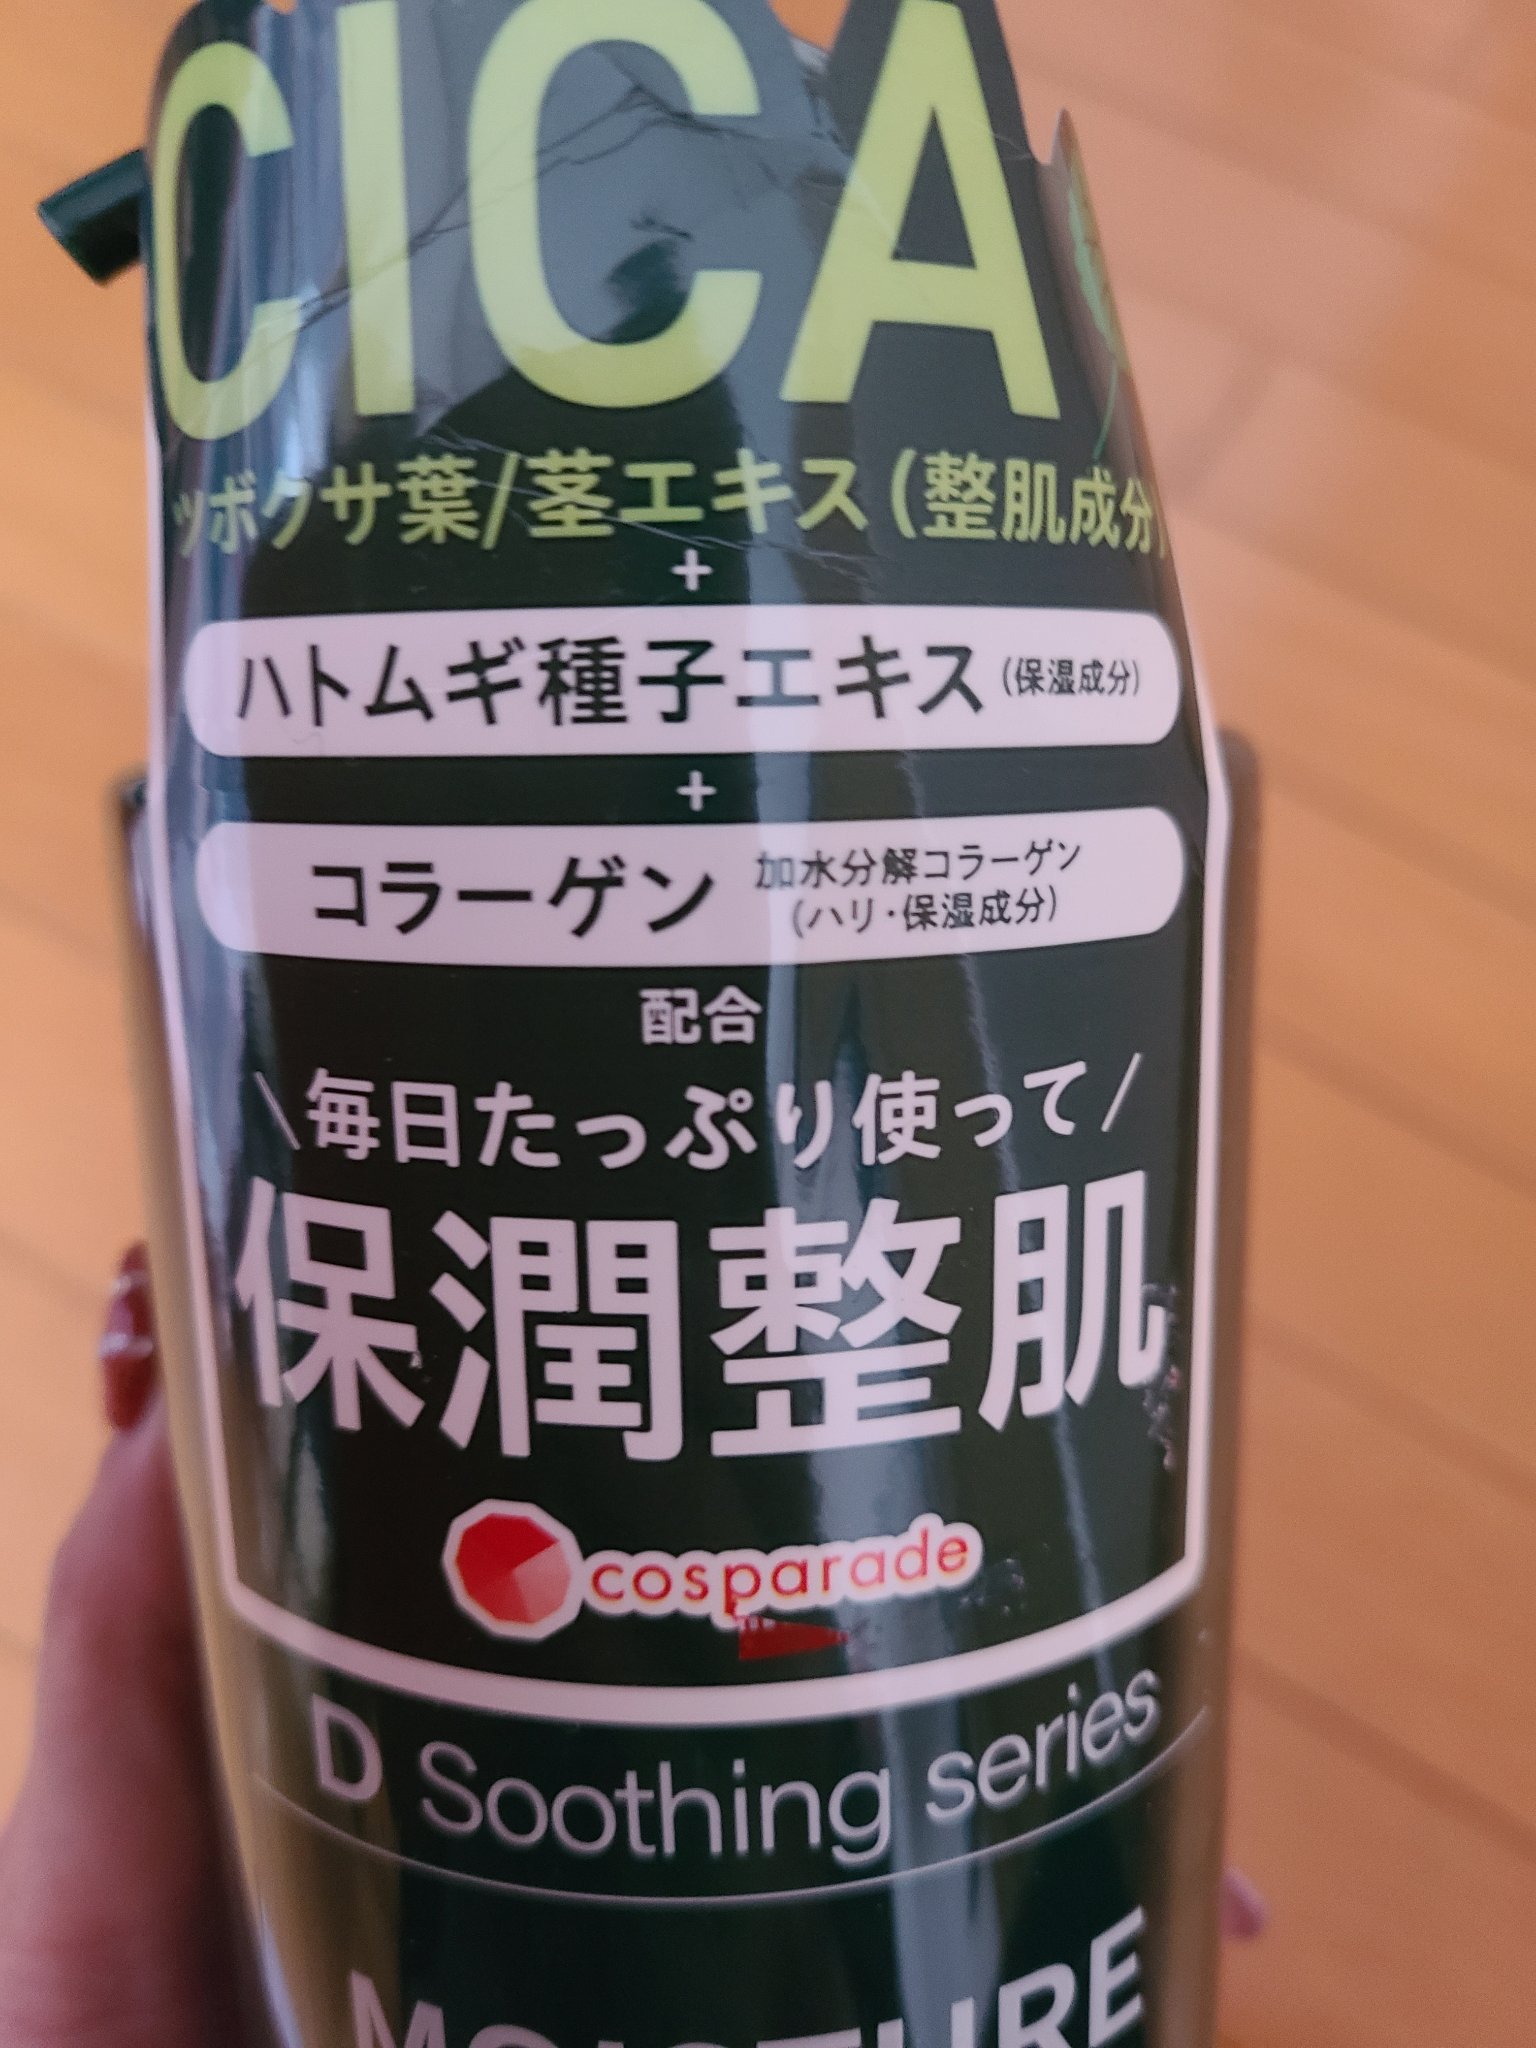 CICA
ツボクサ葉/茎エキス(整肌成分)
+
ハトムギ種子エキス(保湿成分)
+
コラーゲン 加水分解コラーゲン
(ハリ・保湿成分)
配合
\毎日たっぷり使って/
保潤整肌
cosparade
D Soothing series
MOISTURE